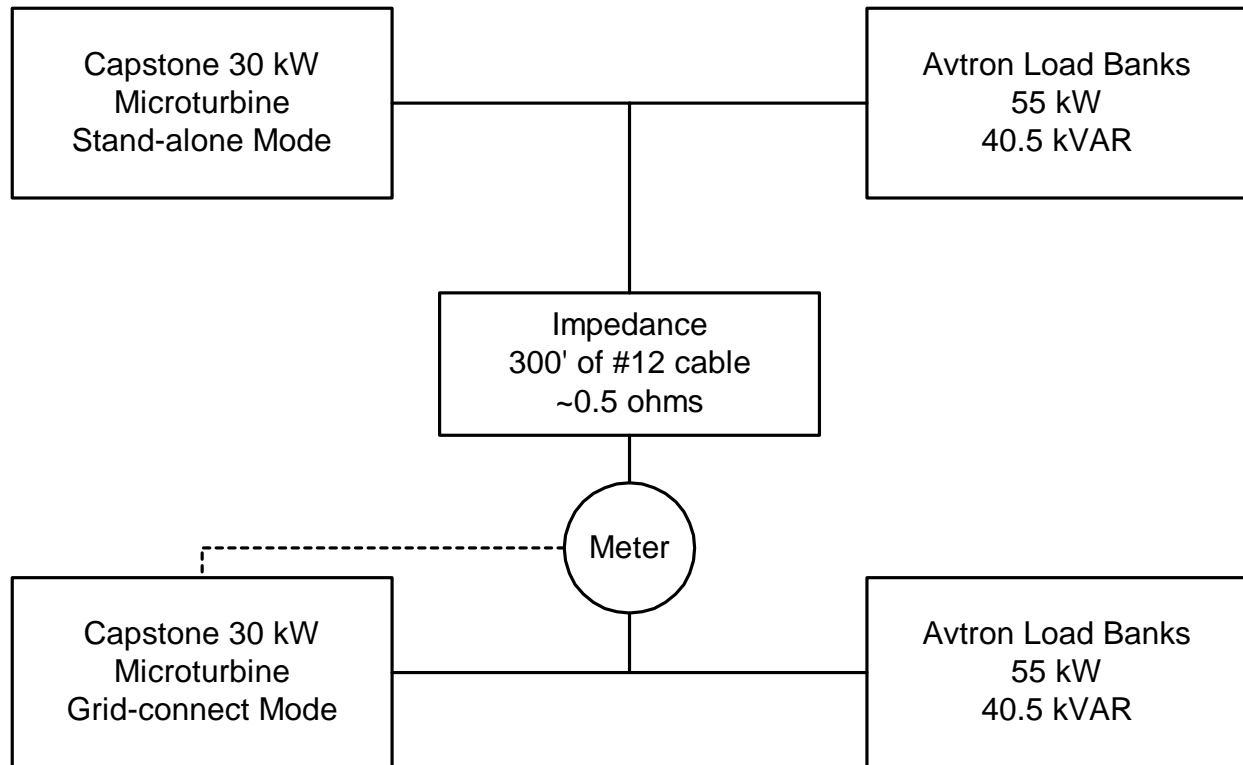 Capstone 30 kW
Microturbine
Stand-alone Mode
Avtron Load Banks
55 kW
40.5 kVAR
Impedance
300' of #12 cable
~0.5 ohms
Meter
Capstone 30 kW
Microturbine
Grid-connect Mode
Avtron Load Banks
55 kW
40.5 kVAR